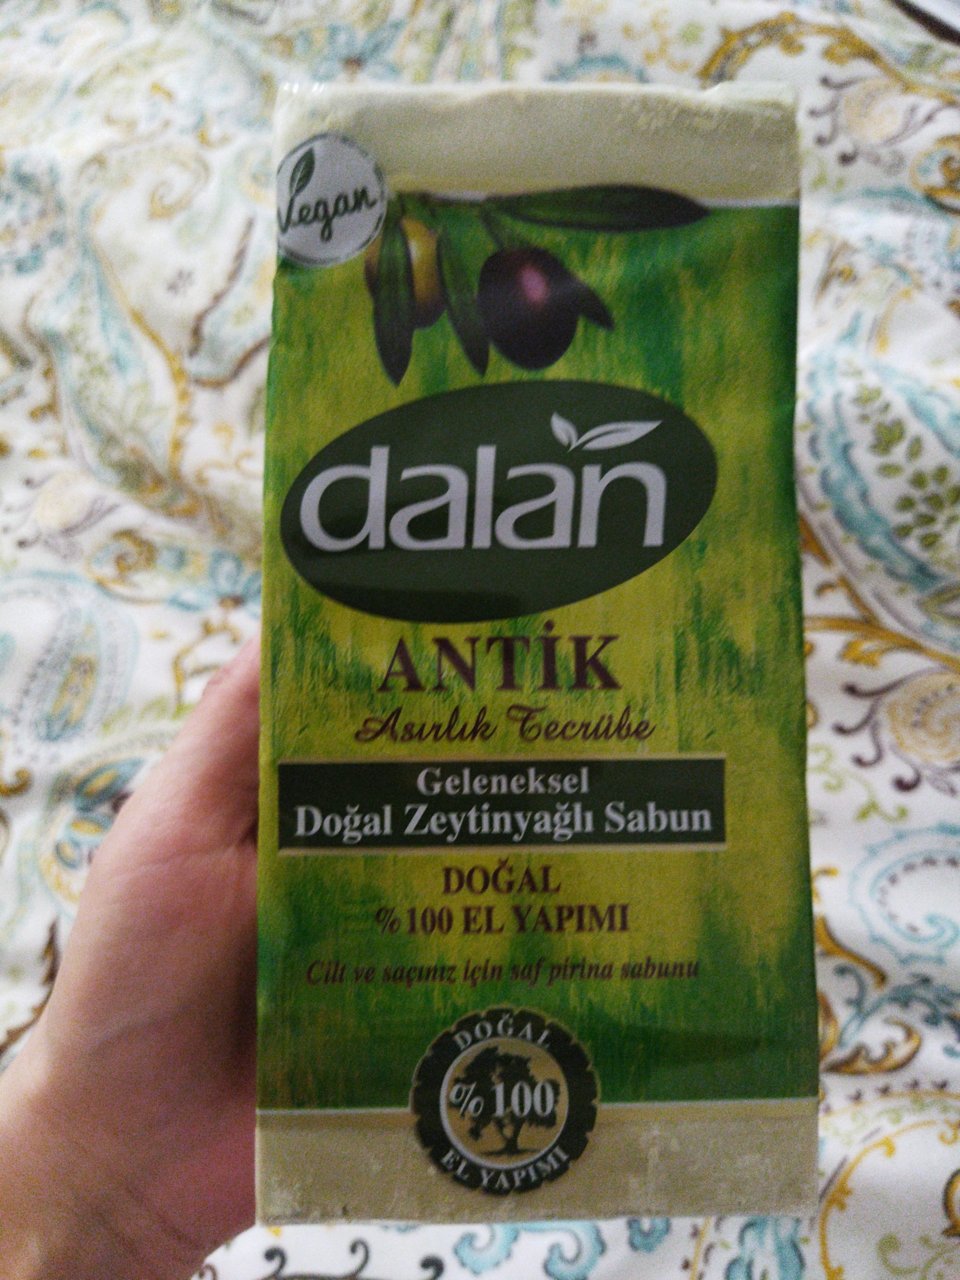 Vegan
dalan
ANTİK
Asırlık Tecrübe
Geleneksel
Doğal Zeytinyağlı Sabun
DOĞAL
%100 EL YAPIMI
Cilt ve saçınız için saf pirina sabunu
DOĞAL
%100
EL YAPIMI